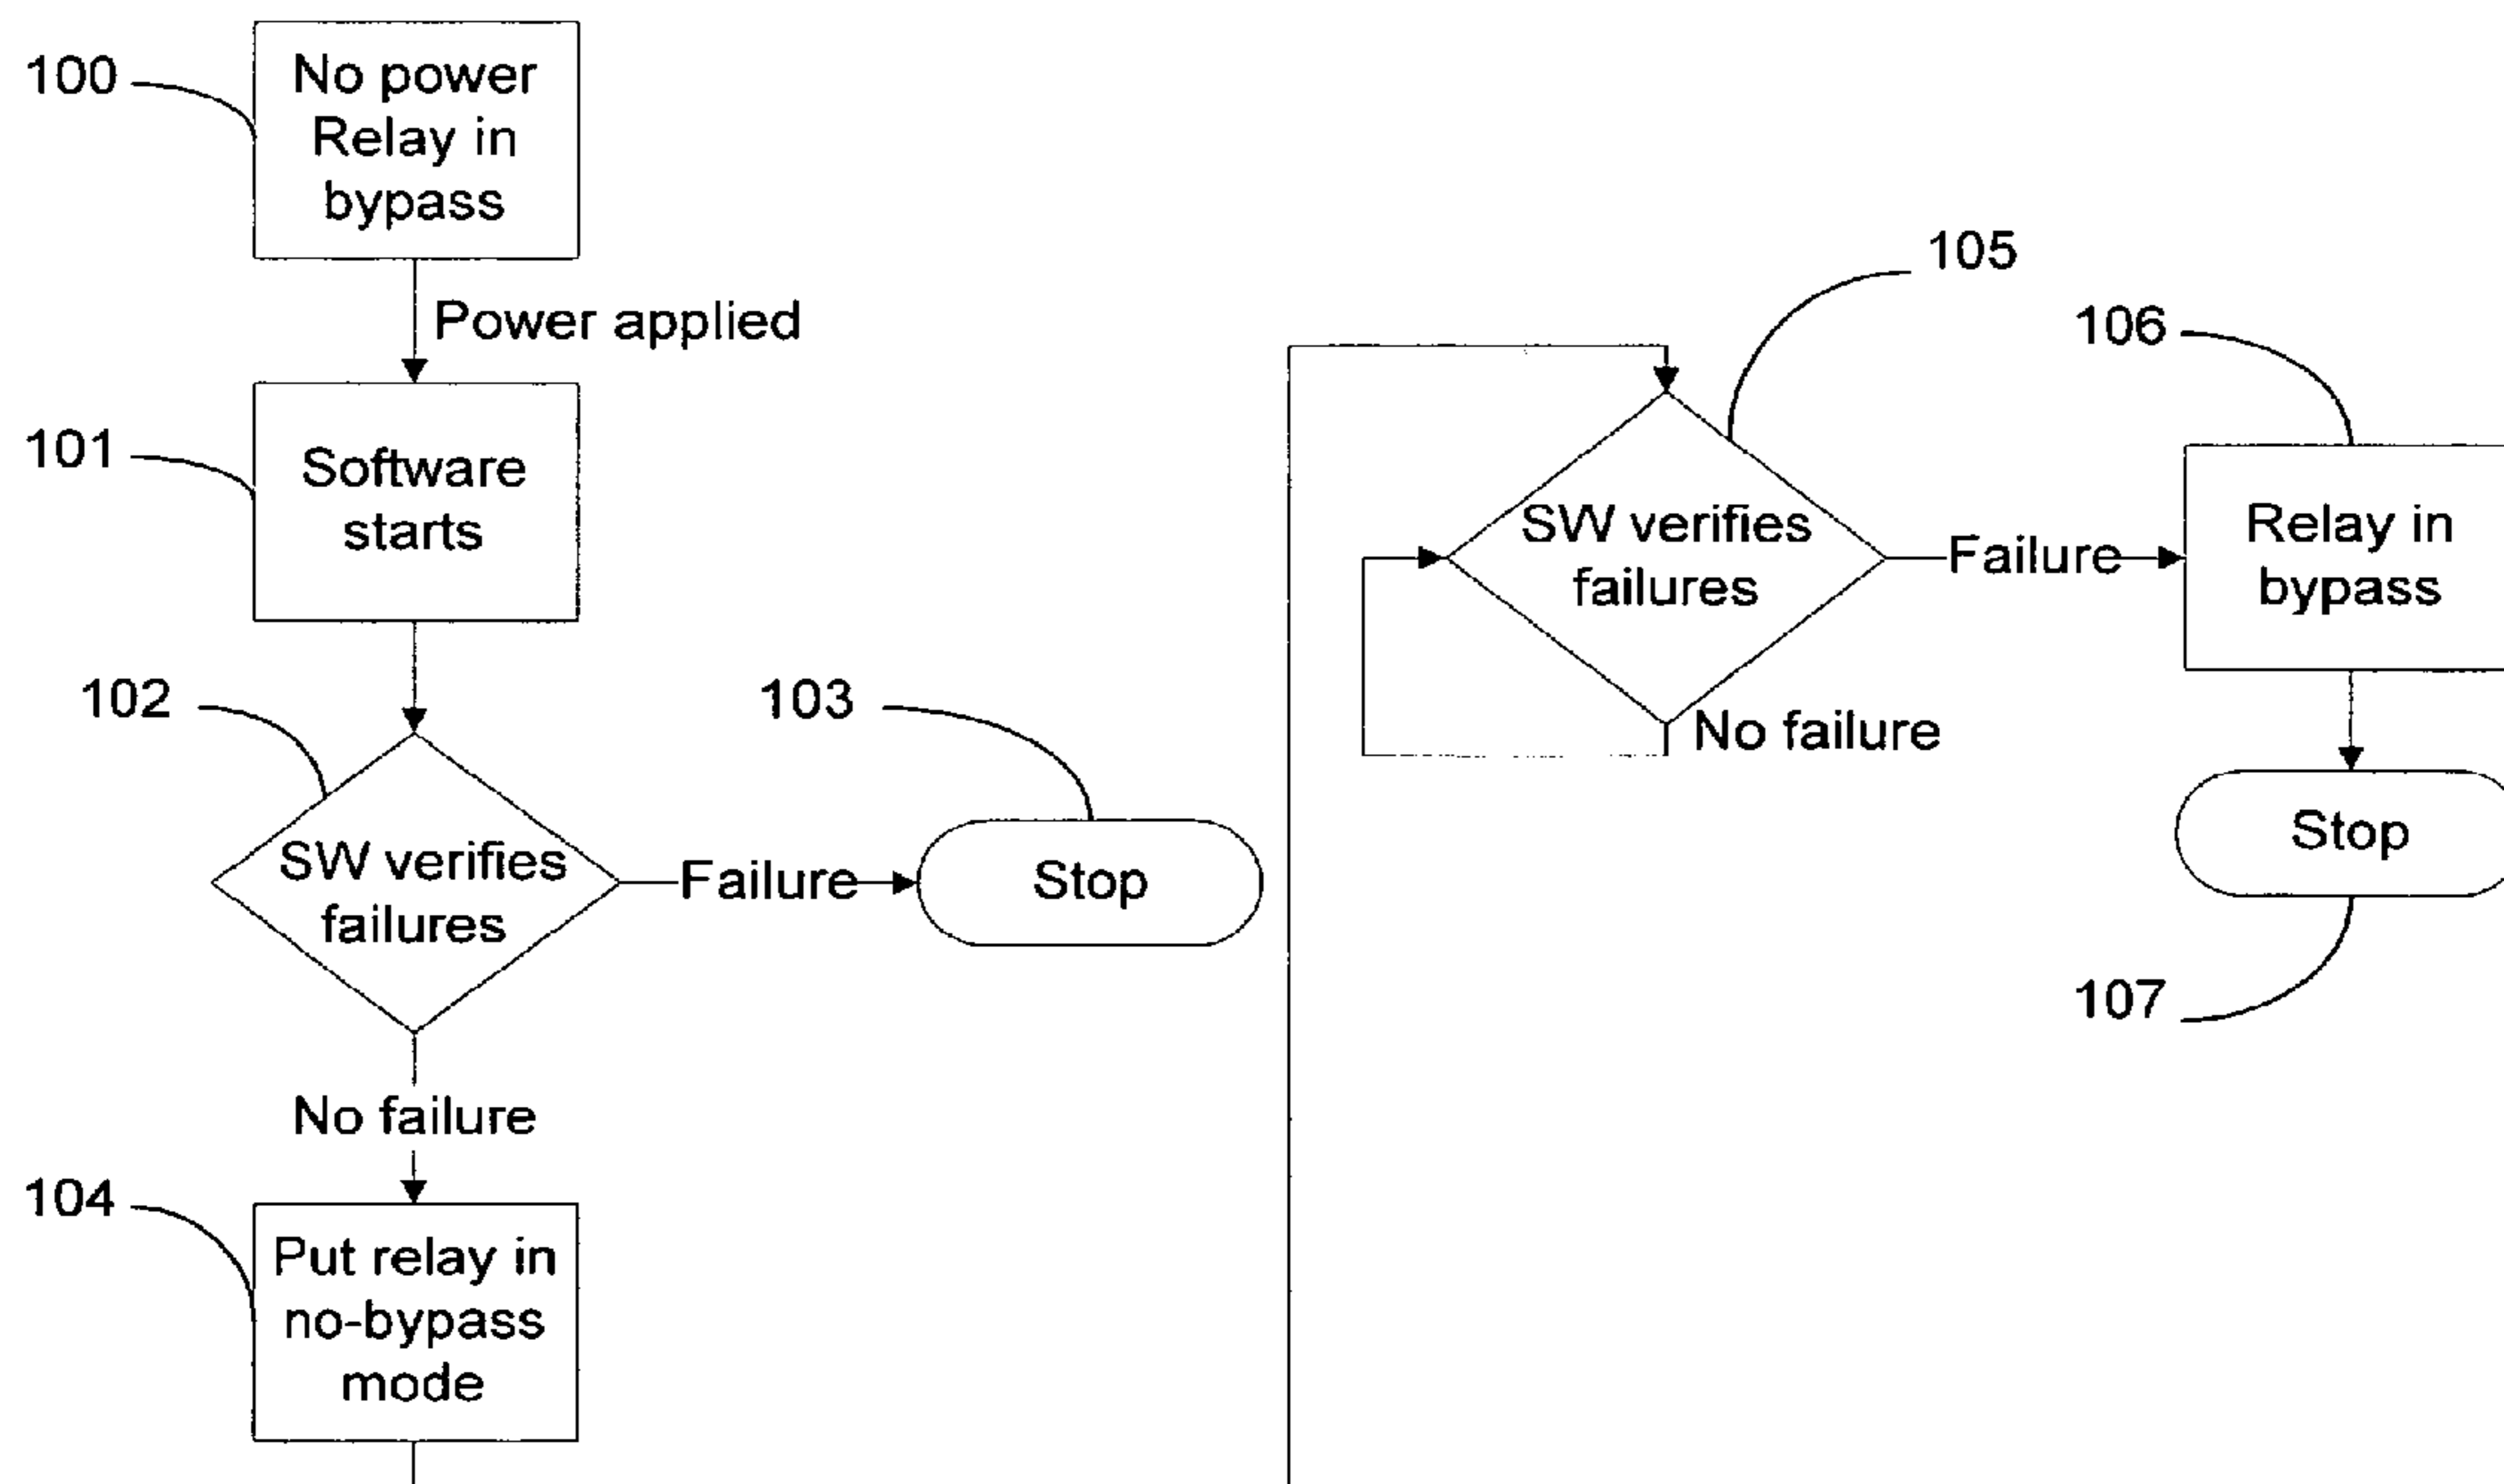 100
No power
Relay in
bypass
Power applied
101
Software
starts
102
SW verifies
failures
Failure
103
Stop
No failure
104
Put relay in
no-bypass
mode
105
SW verifies
failures
No failure
Failure
106
Relay in
bypass
Stop
107